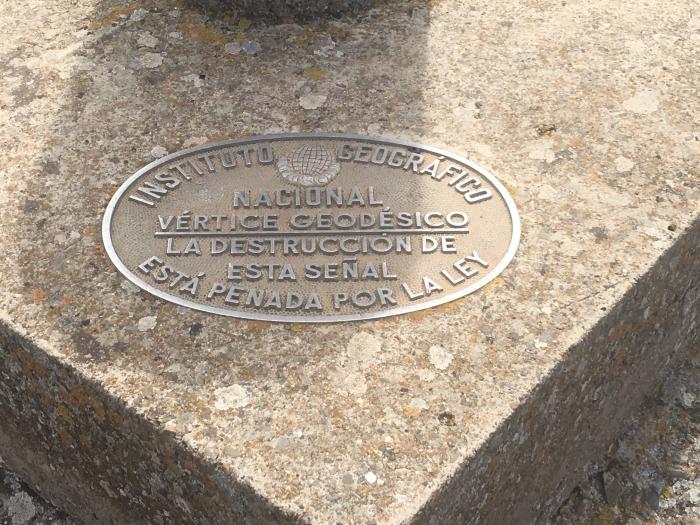 INSTITUTO GEOGRÁFICO
NACIONAL
VÉRTICE GEODÉSICO
LA DESTRUCCIÓN DE
ESTA SEÑAL
ESTÁ PENADA POR LA LEY